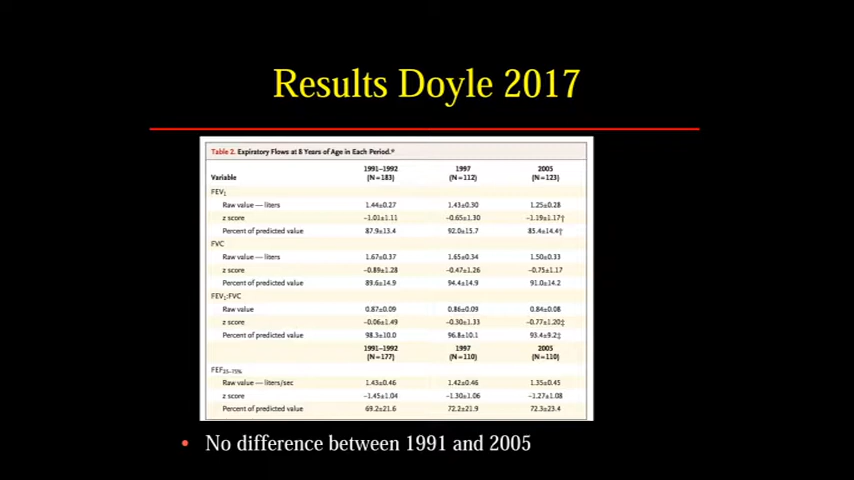 Results Doyle 2017
Table 2. Expiratory Flows at 8 Years of Age in Each Period.*
Variable 1991–1992 (N=183) 1997 (N=112) 2005 (N=123)
FEV1
Raw value — liters 1.44±0.27 1.43±0.30 1.25±0.28
z score −1.01±1.11 −0.65±1.30 −1.19±1.17†
Percent of predicted value 87.9±13.4 92.0±15.7 85.4±14.4†
FVC
Raw value — liters 1.67±0.37 1.65±0.34 1.50±0.33
z score −0.89±1.28 −0.47±1.26 −0.75±1.17
Percent of predicted value 89.6±14.9 94.4±14.9 91.0±14.2
FEV1:FVC
Raw value 0.87±0.09 0.86±0.09 0.84±0.08
z score −0.06±1.49 −0.30±1.33 −0.77±1.20‡
Percent of predicted value 98.3±10.0 96.8±10.1 93.4±9.2‡
1991–1992 (N=177) 1997 (N=110) 2005 (N=110)
FEF25–75%
Raw value — liters/sec 1.43±0.46 1.42±0.46 1.35±0.45
z score −1.45±1.04 −1.30±1.06 −1.27±1.08
Percent of predicted value 69.2±21.6 72.2±21.9 72.3±23.4
• No difference between 1991 and 2005